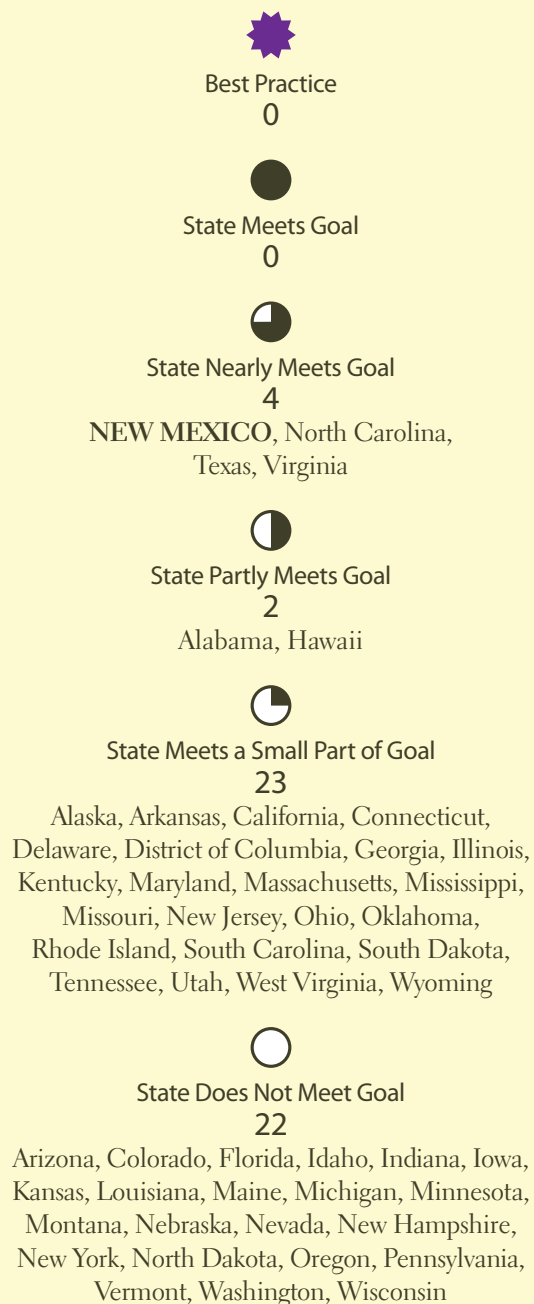 Best Practice
0
State Meets Goal
0
State Nearly Meets Goal
4
NEW MEXICO, North Carolina,
Texas, Virginia
State Partly Meets Goal
2
Alabama, Hawaii
State Meets a Small Part of Goal
23
Alaska, Arkansas, California, Connecticut,
Delaware, District of Columbia, Georgia, Illinois,
Kentucky, Maryland, Massachusetts, Mississippi,
Missouri, New Jersey, Ohio, Oklahoma,
Rhode Island, South Carolina, South Dakota,
Tennessee, Utah, West Virginia, Wyoming
State Does Not Meet Goal
22
Arizona, Colorado, Florida, Idaho, Indiana, Iowa,
Kansas, Louisiana, Maine, Michigan, Minnesota,
Montana, Nebraska, Nevada, New Hampshire,
New York, North Dakota, Oregon, Pennsylvania,
Vermont, Washington, Wisconsin